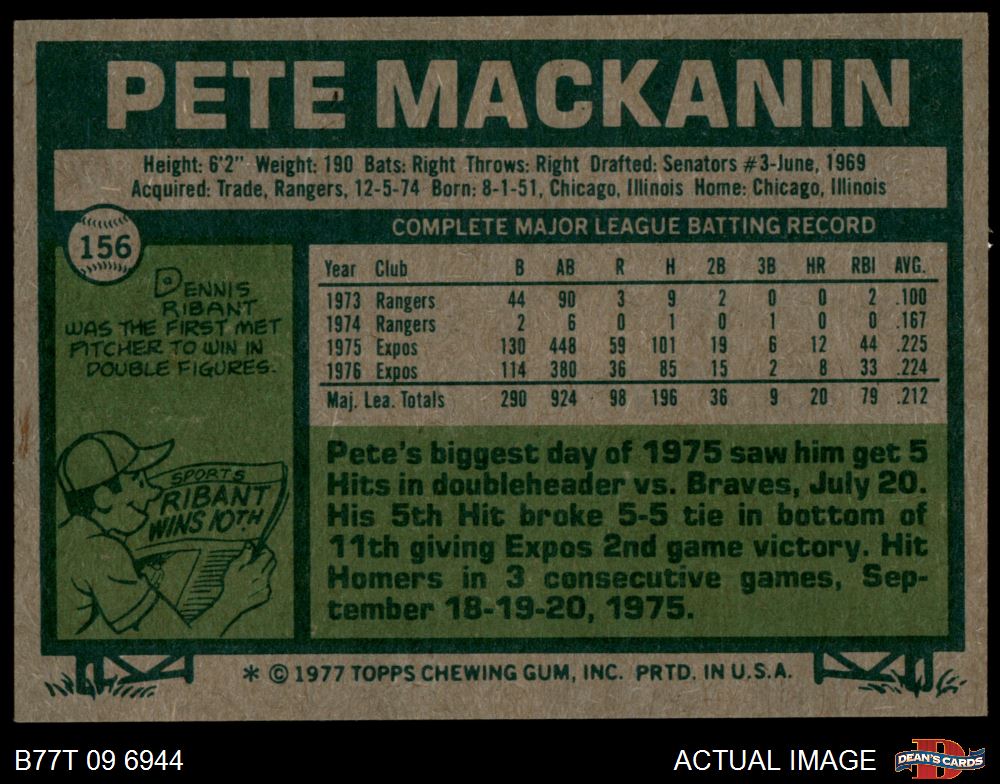 PETE MACKANIN
Height: 6'2" Weight: 190 Bats: Right Throws: Right Drafted: Senators #3-June, 1969
Acquired: Trade, Rangers, 12-5-74 Born: 8-1-51, Chicago, Illinois Home: Chicago, Illinois
156
DENNIS
RIBANT
WAS THE FIRST MET
PITCHER TO WIN IN
DOUBLE FIGURES.
SPORTS
RIBANT
WINS 10TH
COMPLETE MAJOR LEAGUE BATTING RECORD
Year Club B AB R H 2B 3B HR RBI AVG.
1973 Rangers 44 90 3 9 2 0 0 2 .100
1974 Rangers 2 6 0 1 0 1 0 0 .167
1975 Expos 130 448 59 101 19 6 12 44 .225
1976 Expos 114 380 36 85 15 2 8 33 .224
Maj. Lea. Totals 290 924 98 196 36 9 20 79 .212
Pete's biggest day of 1975 saw him get 5
Hits in doubleheader vs. Braves, July 20.
His 5th Hit broke 5-5 tie in bottom of
11th giving Expos 2nd game victory. Hit
Homers in 3 consecutive games, Sep-
tember 18-19-20, 1975.
* © 1977 TOPPS CHEWING GUM, INC. PRTD. IN U.S.A.
B77T 09 6944
ACTUAL IMAGE
D
DEAN'S CARDS